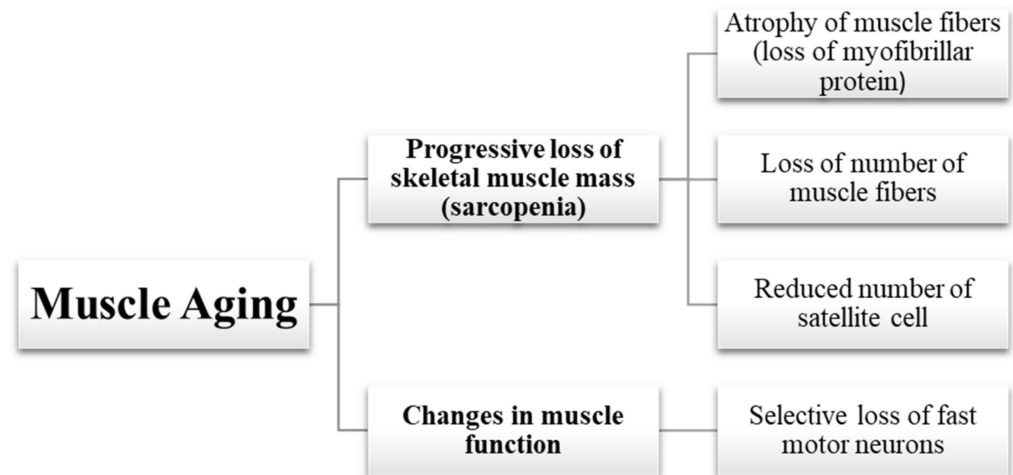 Muscle Aging
Progressive loss of
skeletal muscle mass
(sarcopenia)
Atrophy of muscle fibers
(loss of myofibrillar
protein)
Loss of number of
muscle fibers
Reduced number of
satellite cell
Changes in muscle
function
Selective loss of fast
motor neurons